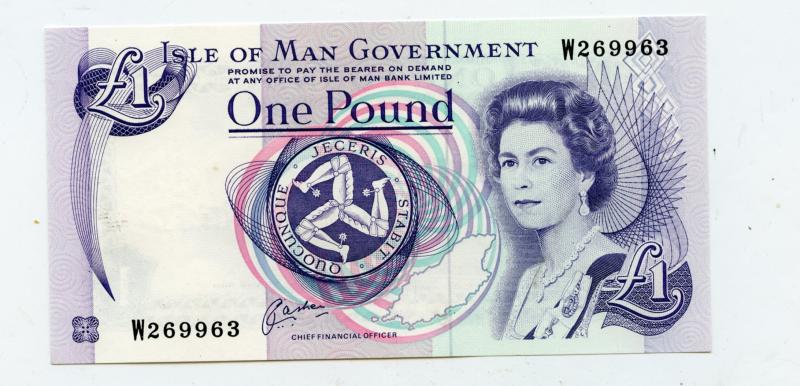 £1
ISLE OF MAN GOVERNMENT
W269963
PROMISE TO PAY THE BEARER ON DEMAND
AT ANY OFFICE OF ISLE OF MAN BANK LIMITED
ONE POUND
QUOCUNQUE · JECERIS · STABIT ·
£1
W269963
CHIEF FINANCIAL OFFICER